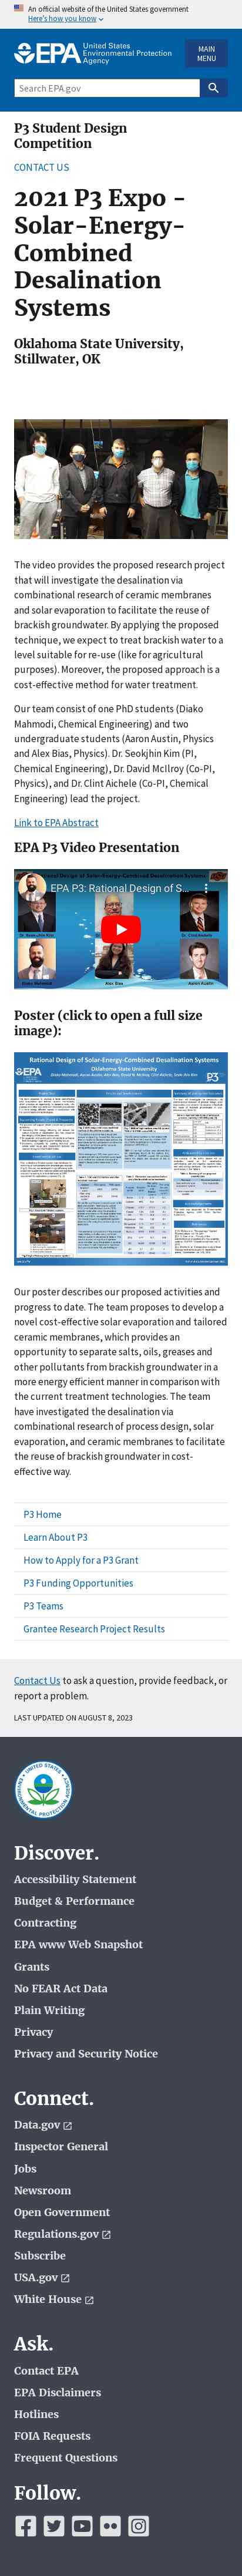 An official website of the United States government
Here's how you know
EPA
United States
Environmental Protection
Agency
MAIN
MENU
Search EPA.gov
P3 Student Design
Competition
CONTACT US
2021 P3 Expo -
Solar-Energy-
Combined
Desalination
Systems
Oklahoma State University,
Stillwater, OK
The video provides the proposed research project
that will investigate the desalination via
combinational research of ceramic membranes
and solar evaporation to facilitate the reuse of
brackish groundwater. By applying the proposed
technique, we expect to treat brackish water to a
level suitable for re-use (like for agricultural
purposes). Moreover, the proposed approach is a
cost-effective method for water treatment.
Our team consist of one PhD students (Diako
Mahmodi, Chemical Engineering) and two
undergraduate students (Aaron Austin, Physics
and Alex Bias, Physics). Dr. Seokjhin Kim (PI,
Chemical Engineering), Dr. David McIlroy (Co-PI,
Physics), and Dr. Clint Aichele (Co-PI, Chemical
Engineering) lead the project.
Link to EPA Abstract
EPA P3 Video Presentation
EPA P3: Rational Design of S...
Alex Bias
Aaron Austin
Poster (click to open a full size
image):
Rational Design of Solar-Energy-Combined Desalination Systems
Oklahoma State University
EPA
P3
Our poster describes our proposed activities and
progress to date. The team proposes to develop a
novel cost-effective solar evaporation and tailored
ceramic membranes, which provides an
opportunity to separate salts, oils, greases and
other pollutants from brackish groundwater in a
more energy efficient manner in comparison with
the current treatment technologies. The team
have investigated the desalination via
combinational research of process design, solar
evaporation, and ceramic membranes to facilitate
the reuse of brackish groundwater in cost-
effective way.
P3 Home
Learn About P3
How to Apply for a P3 Grant
P3 Funding Opportunities
P3 Teams
Grantee Research Project Results
Contact Us to ask a question, provide feedback, or
report a problem.
LAST UPDATED ON AUGUST 8, 2023
UNITED STATES
ENVIRONMENTAL PROTECTION AGENCY
Discover.
Accessibility Statement
Budget & Performance
Contracting
EPA www Web Snapshot
Grants
No FEAR Act Data
Plain Writing
Privacy
Privacy and Security Notice
Connect.
Data.gov
Inspector General
Jobs
Newsroom
Open Government
Regulations.gov
Subscribe
USA.gov
White House
Ask.
Contact EPA
EPA Disclaimers
Hotlines
FOIA Requests
Frequent Questions
Follow.